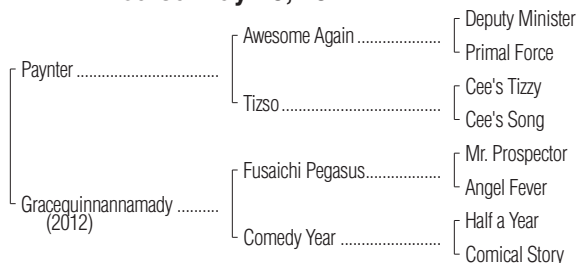 Deputy Minister
Awesome Again
Primal Force
Paynter
Cee's Tizzy
Tizso
Cee's Song
Mr. Prospector
Fusaichi Pegasus
Angel Fever
Gracequinnannamady
(2012)
Half a Year
Comedy Year
Comical Story